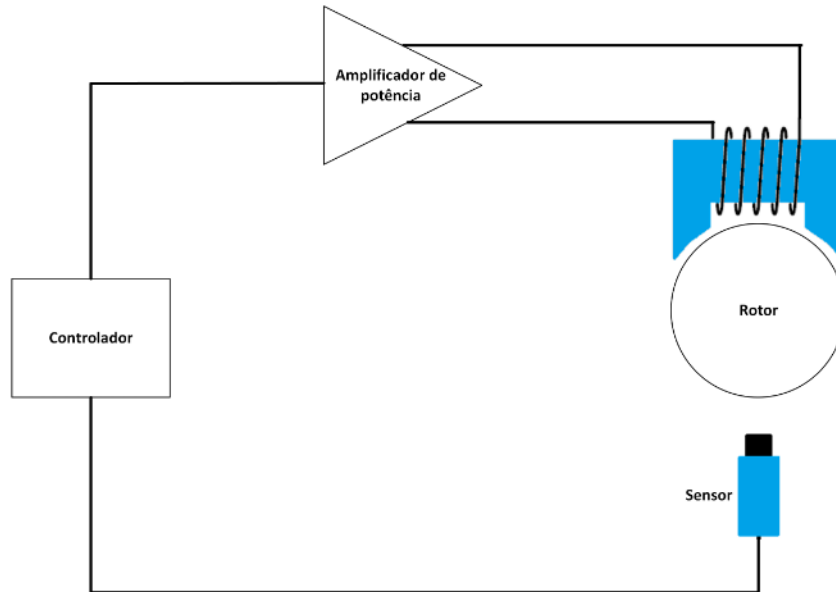 Amplificador de
potência
Controlador
Rotor
Sensor